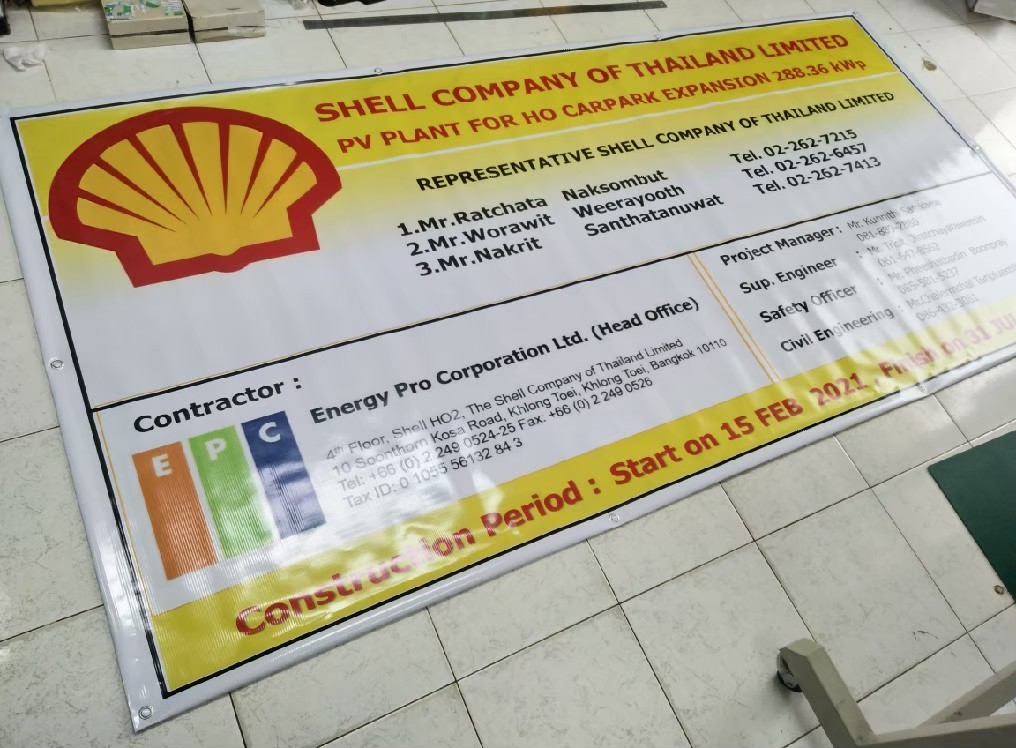 SHELL COMPANY OF THAILAND LIMITED
PV PLANT FOR HO CARPARK EXPANSION 288.36 kWp
REPRESENTATIVE SHELL COMPANY OF THAILAND LIMITED
1.Mr.Ratchata Naksombut Tel. 02-262-7215
2.Mr.Worawit Weerayooth Tel. 02-262-6457
3.Mr.Nakrit Santhatanuwat Tel. 02-262-7413
Contractor :
E P C
Energy Pro Corporation Ltd. (Head Office)
4th Floor, Shell HO2, The Shell Company of Thailand Limited
10 Soonthorn Kosa Road, Khlong Toei, Khlong Toei, Bangkok 10110
Tel: +66 (0) 2 249 0524-25 Fax. +66 (0) 2 249 0526
Tax ID: 0 1055 56132 84 3
Project Manager : Mr.
Sup. Engineer : Mr.
Safety Officer : Mr.
Civil Engineering : Mr.
Construction Period : Start on 15 FEB 2021 , Finish on 31